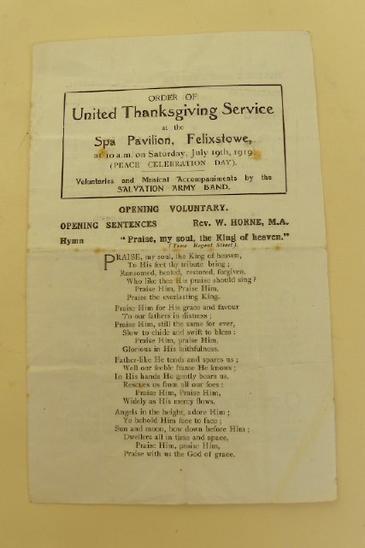 ORDER OF
United Thanksgiving Service
at the
Spa Pavilion, Felixstowe,
at 10 a.m. on Saturday, July 19th, 1919.
(PEACE CELEBRATION DAY).
Voluntaries and Musical Accompaniments by the
SALVATION ARMY BAND.
OPENING VOLUNTARY.
OPENING SENTENCES Rev. W. HORNE, M.A.
Hymn "Praise, my soul, the King of heaven."
(Tune Regent Street).
PRAISE, my soul, the King of heaven,
To His feet thy tribute bring;
Ransomed, healed, restored, forgiven,
Who like thee His praise should sing?
Praise Him, Praise Him,
Praise the everlasting King.
Praise Him for His grace and favour
To our fathers in distress;
Praise Him, still the same for ever,
Slow to chide and swift to bless:
Praise Him, praise Him,
Glorious in His faithfulness.
Father-like He tends and spares us;
Well our feeble frame He knows;
In His hands He gently bears us,
Rescues us from all our foes:
Praise Him, Praise Him,
Widely as His mercy flows.
Angels in the height, adore Him;
Ye behold Him face to face;
Sun and moon, bow down before Him;
Dwellers all in time and space,
Praise Him, praise Him,
Praise with us the God of grace.